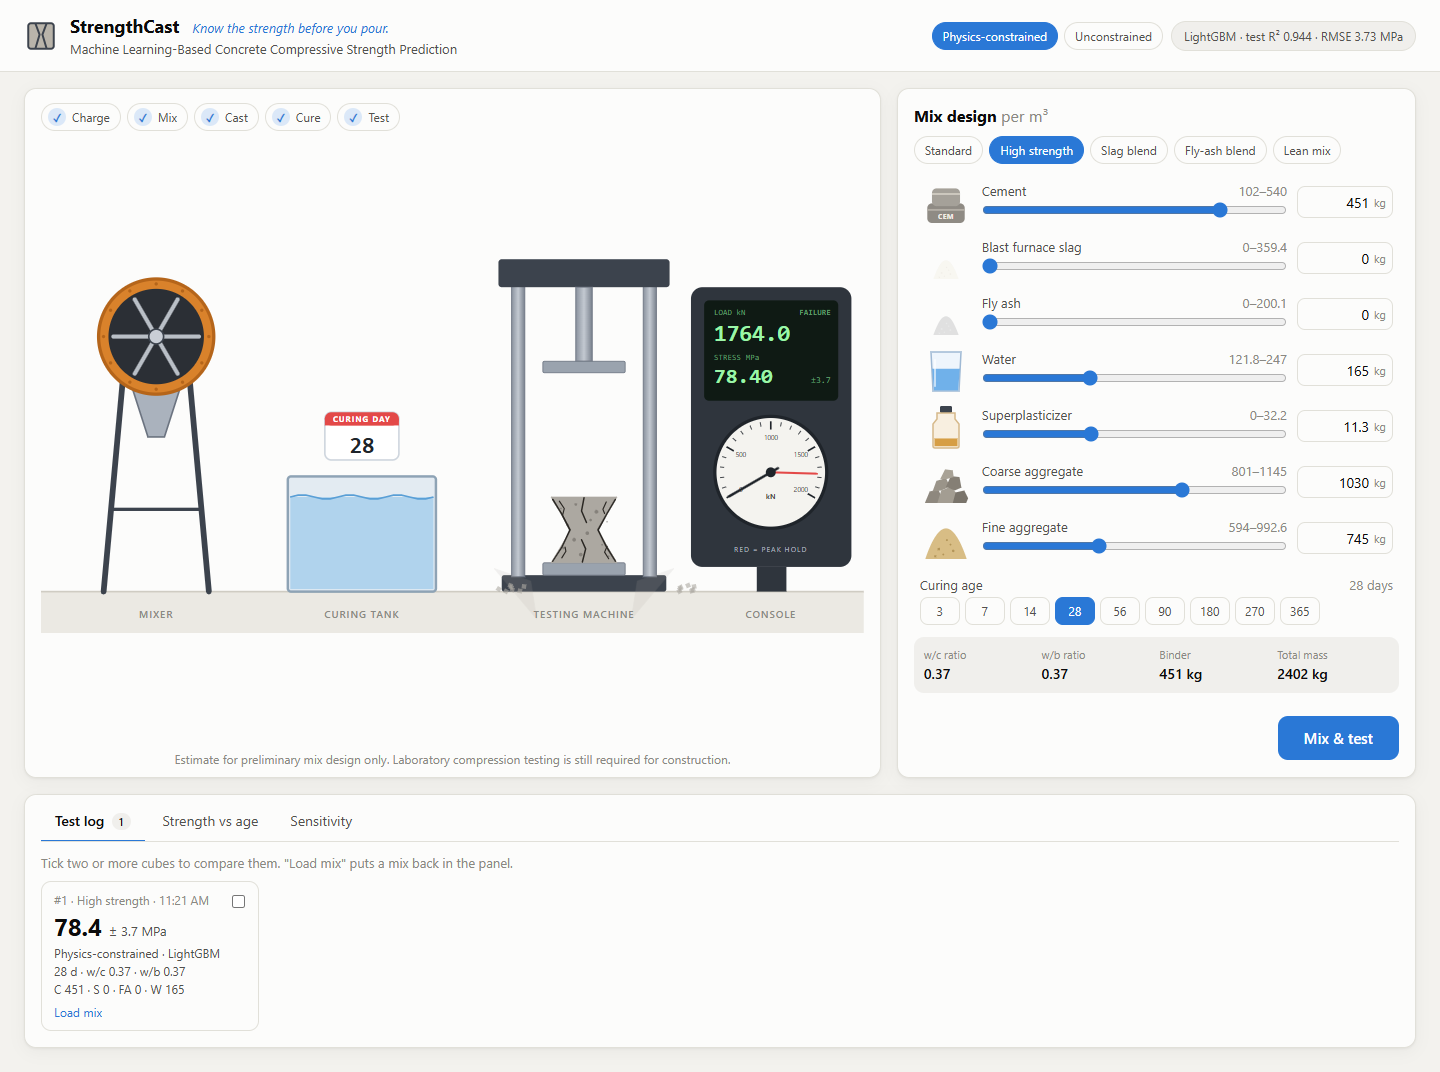 StrengthCast Know the strength before you pour.
Machine Learning-Based Concrete Compressive Strength Prediction
Physics-constrained
Unconstrained
LightGBM · test R² 0.944 · RMSE 3.73 MPa
✓ Charge
✓ Mix
✓ Cast
✓ Cure
✓ Test
CURING DAY
28
LOAD kN FAILURE
1764.0
STRESS MPa
78.40 ±3.7
0
500
1000
1500
2000
kN
RED = PEAK HOLD
MIXER
CURING TANK
TESTING MACHINE
CONSOLE
Estimate for preliminary mix design only. Laboratory compression testing is still required for construction.
Mix design per m³
Standard
High strength
Slag blend
Fly-ash blend
Lean mix
CEM
Cement 102–540
451 kg
Blast furnace slag 0–359.4
0 kg
Fly ash 0–200.1
0 kg
Water 121.8–247
165 kg
Superplasticizer 0–32.2
11.3 kg
Coarse aggregate 801–1145
1030 kg
Fine aggregate 594–992.6
745 kg
Curing age 28 days
3 7 14 28 56 90 180 270 365
w/c ratio w/b ratio Binder Total mass
0.37 0.37 451 kg 2402 kg
Mix & test
Test log 1
Strength vs age
Sensitivity
Tick two or more cubes to compare them. "Load mix" puts a mix back in the panel.
#1 · High strength · 11:21 AM
78.4 ± 3.7 MPa
Physics-constrained · LightGBM
28 d · w/c 0.37 · w/b 0.37
C 451 · S 0 · FA 0 · W 165
Load mix